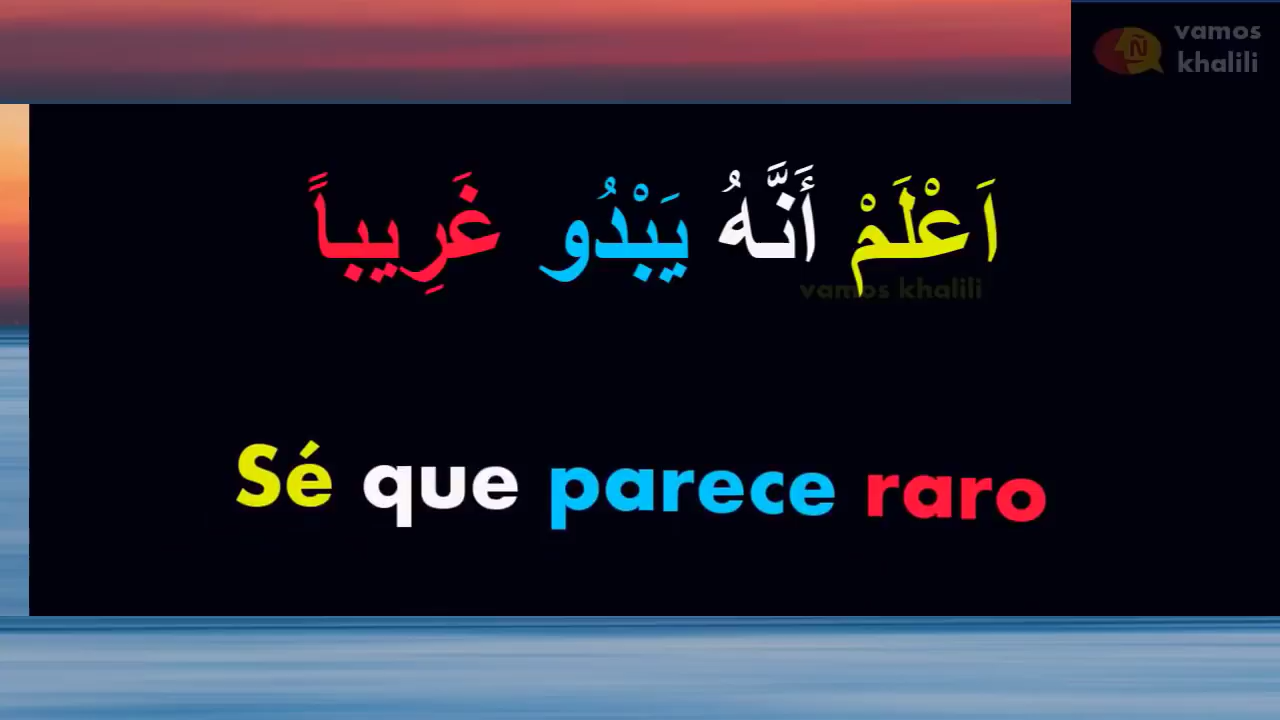 Ñ
vamos
khalili
اَعْلَمْ أَنَّهُ يَبْدُو غَرِيباً
vamos khalili
Sé que parece raro